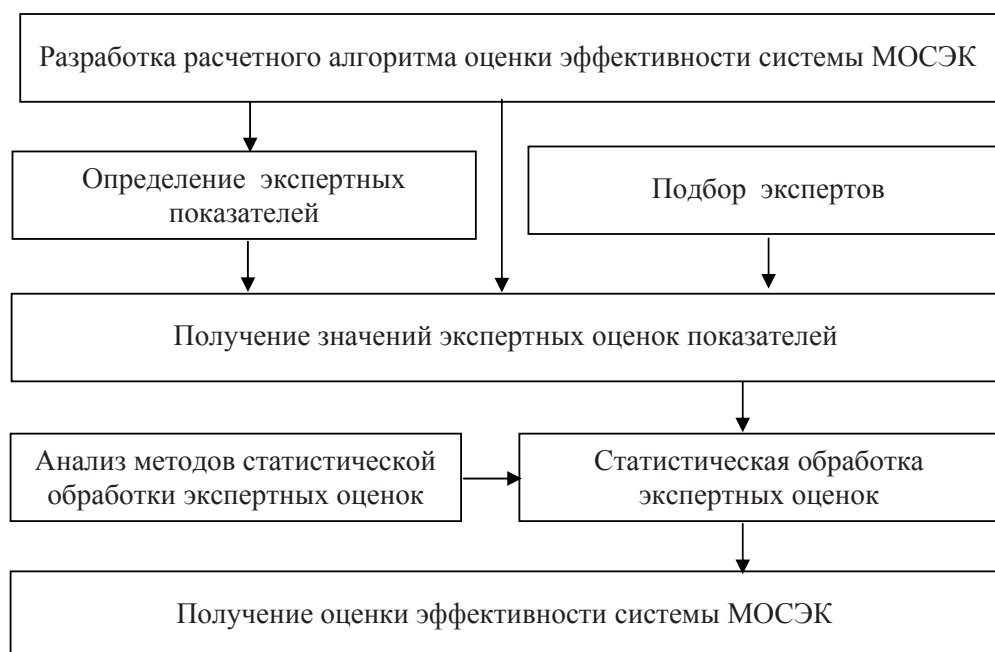 Разработка расчетного алгоритма оценки эффективности системы МОСЭК
Определение экспертных
показателей
Подбор экспертов
Получение значений экспертных оценок показателей
Анализ методов статистической
обработки экспертных оценок
Статистическая обработка
экспертных оценок
Получение оценки эффективности системы МОСЭК